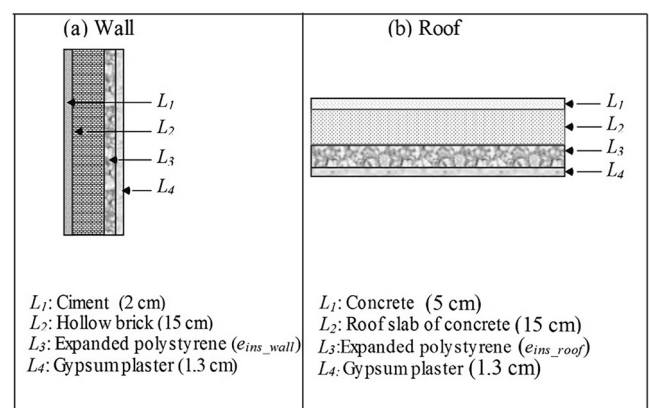 (a) Wall
L1
L2
L3
L4
L1: Ciment (2 cm)
L2: Hollow brick (15 cm)
L3: Expanded polystyrene (eins_wall)
L4: Gypsum plaster (1.3 cm)
(b) Roof
L1
L2
L3
L4
L1: Concrete (5 cm)
L2: Roof slab of concrete (15 cm)
L3:Expanded polystyrene (eins_roof)
L4: Gypsum plaster (1.3 cm)